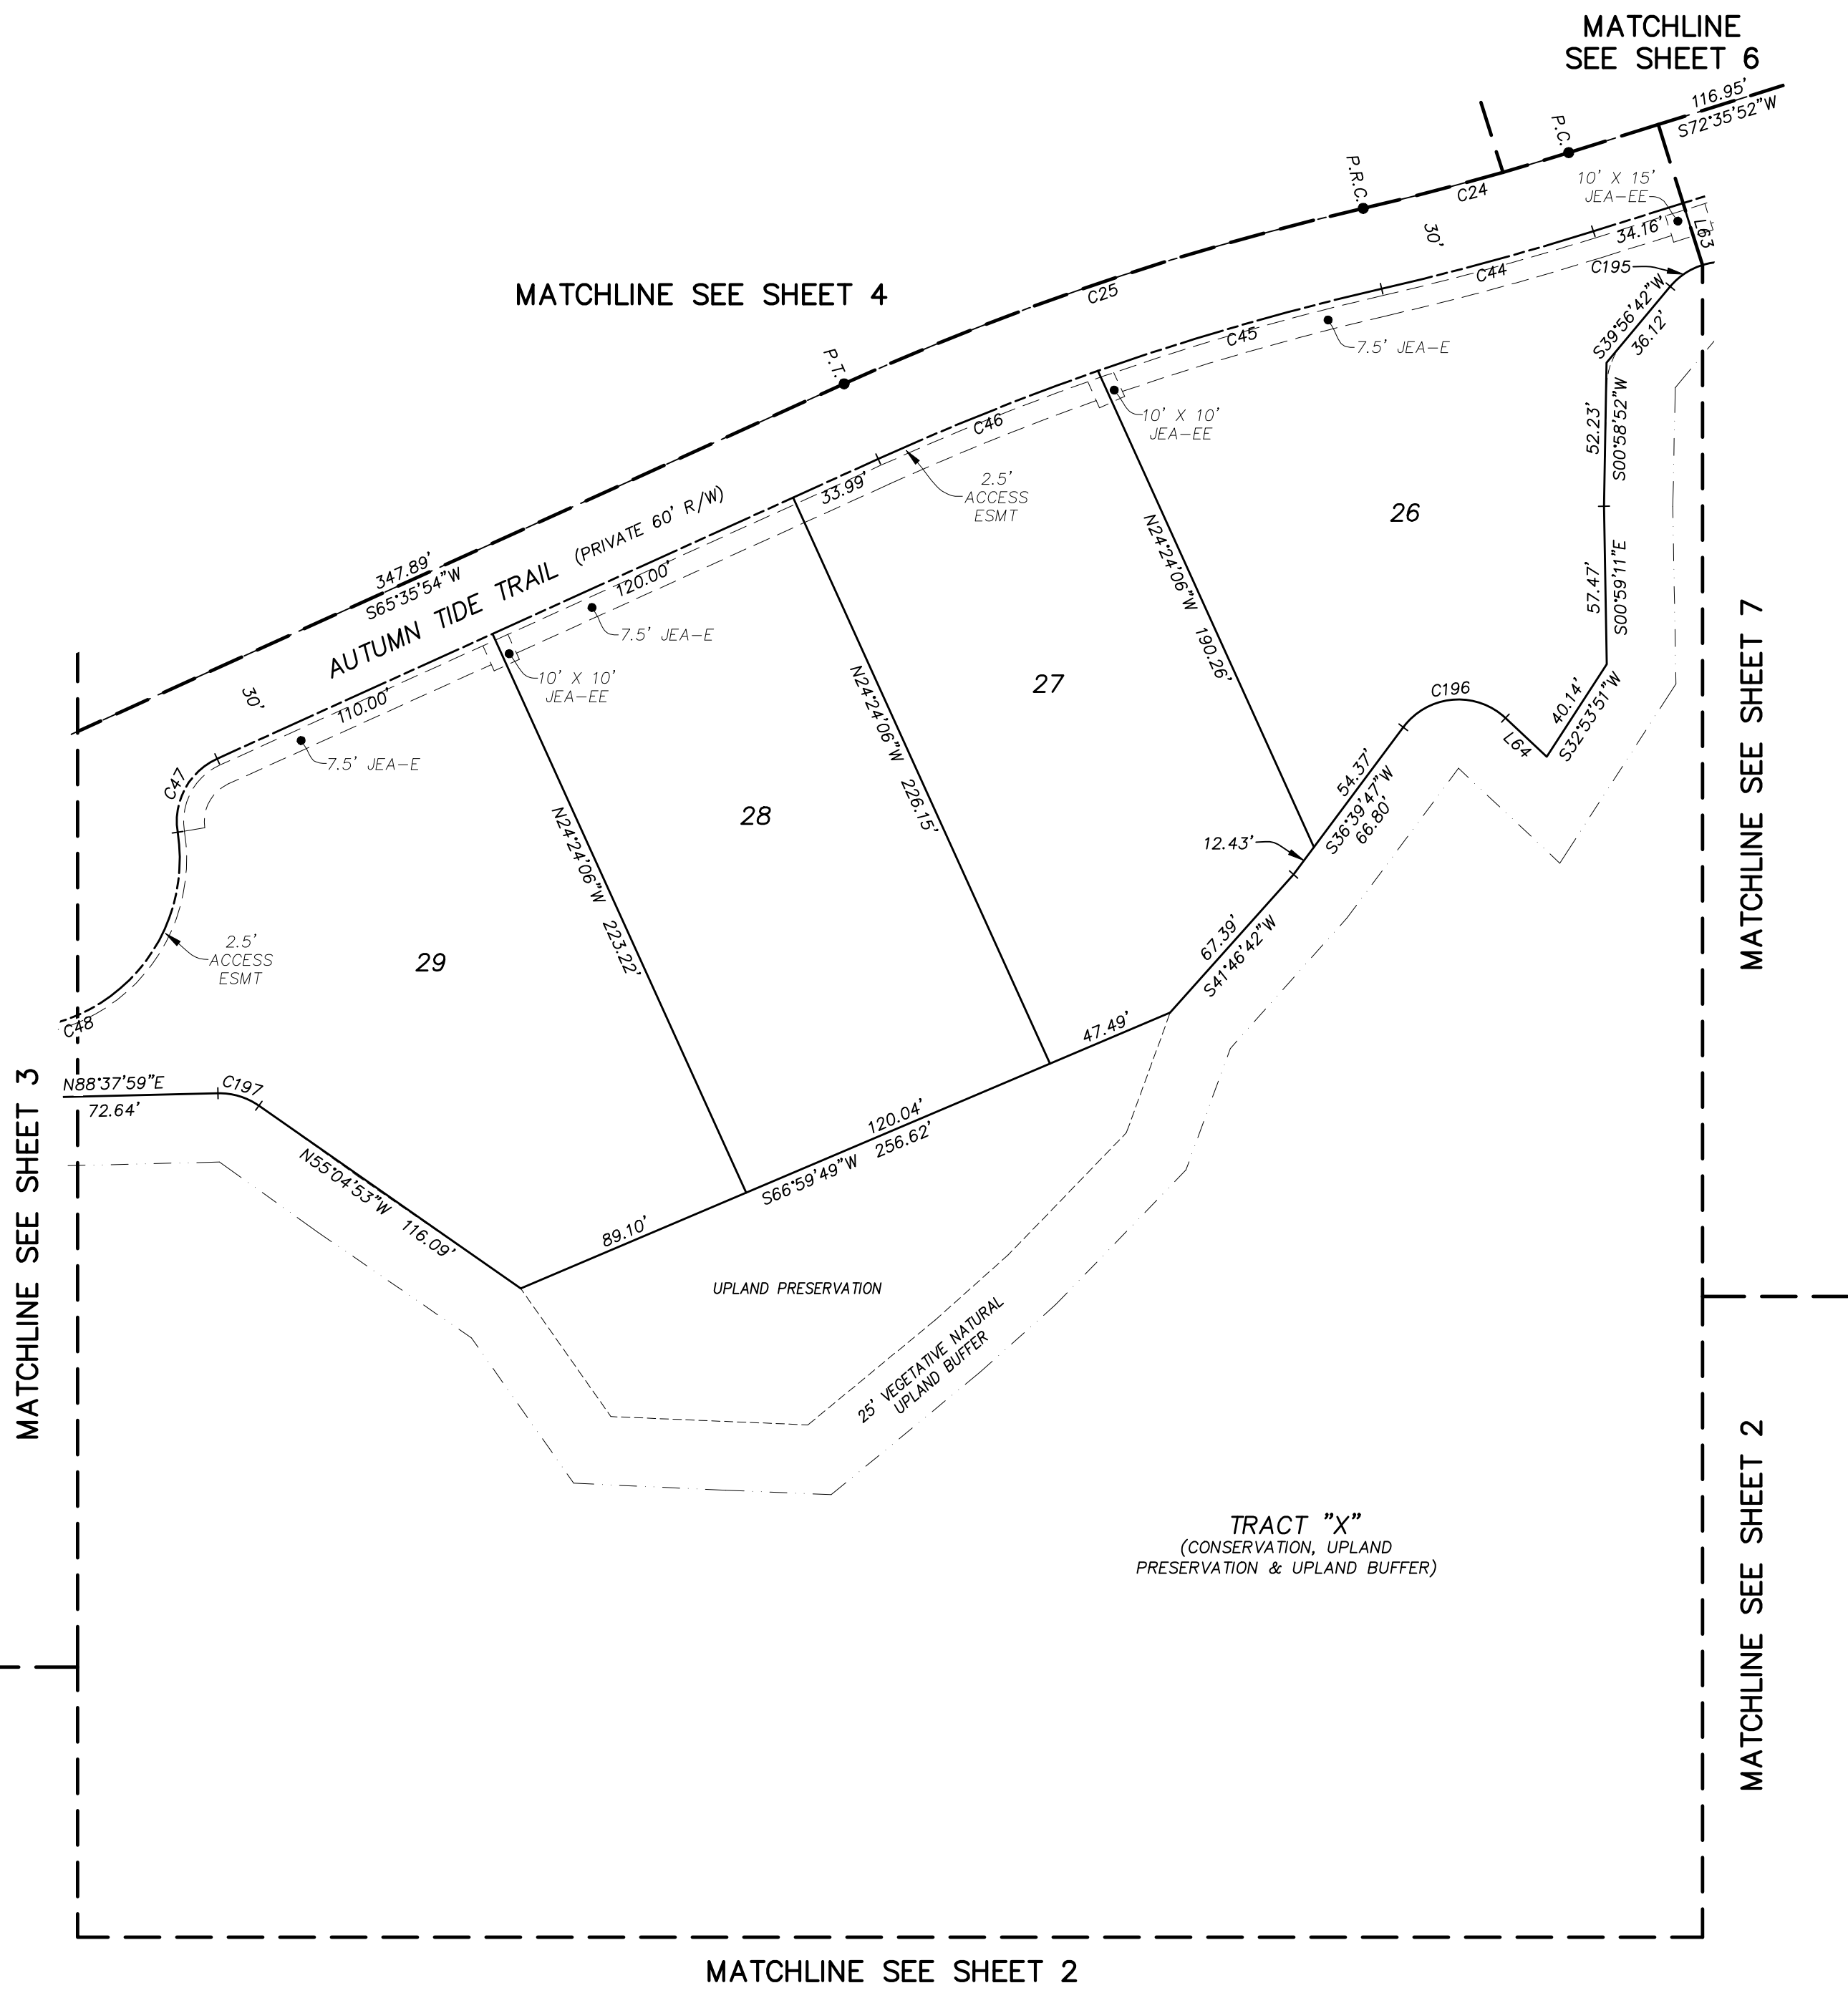 MATCHLINE
SEE SHEET 6
116.95'
S72°35'52"W
P.C.
P.R.C.
C24
10' X 15'
JEA-EE
L63
34.16'
30'
C195
C44
S39°56'42"W
36.12'
MATCHLINE SEE SHEET 4
C25
C45
7.5' JEA-E
P.T.
10' X 10'
JEA-EE
C46
2.5'
ACCESS
ESMT
33.99'
52.23'
S00°58'52"W
26
N24°24'06"W 190.26'
57.47'
S00°59'11"E
347.89'
S65°35'54"W
AUTUMN TIDE TRAIL (PRIVATE 60' R/W)
120.00'
7.5' JEA-E
10' X 10'
JEA-EE
30'
110.00'
7.5' JEA-E
C47
27
N24°24'06"W 226.15'
C196
L64
40.14'
S32°53'51"W
54.37'
S36°39'47"W
66.80'
12.43'
28
N24°24'06"W 223.22'
67.39'
S41°46'42"W
29
2.5'
ACCESS
ESMT
C48
47.49'
N88°37'59"E
72.64'
C197
120.04'
S66°59'49"W 256.62'
N55°04'53"W 116.09'
89.10'
UPLAND PRESERVATION
25' VEGETATIVE NATURAL
UPLAND BUFFER
TRACT "X"
(CONSERVATION, UPLAND
PRESERVATION & UPLAND BUFFER)
MATCHLINE SEE SHEET 3
MATCHLINE SEE SHEET 7
MATCHLINE SEE SHEET 2
MATCHLINE SEE SHEET 2